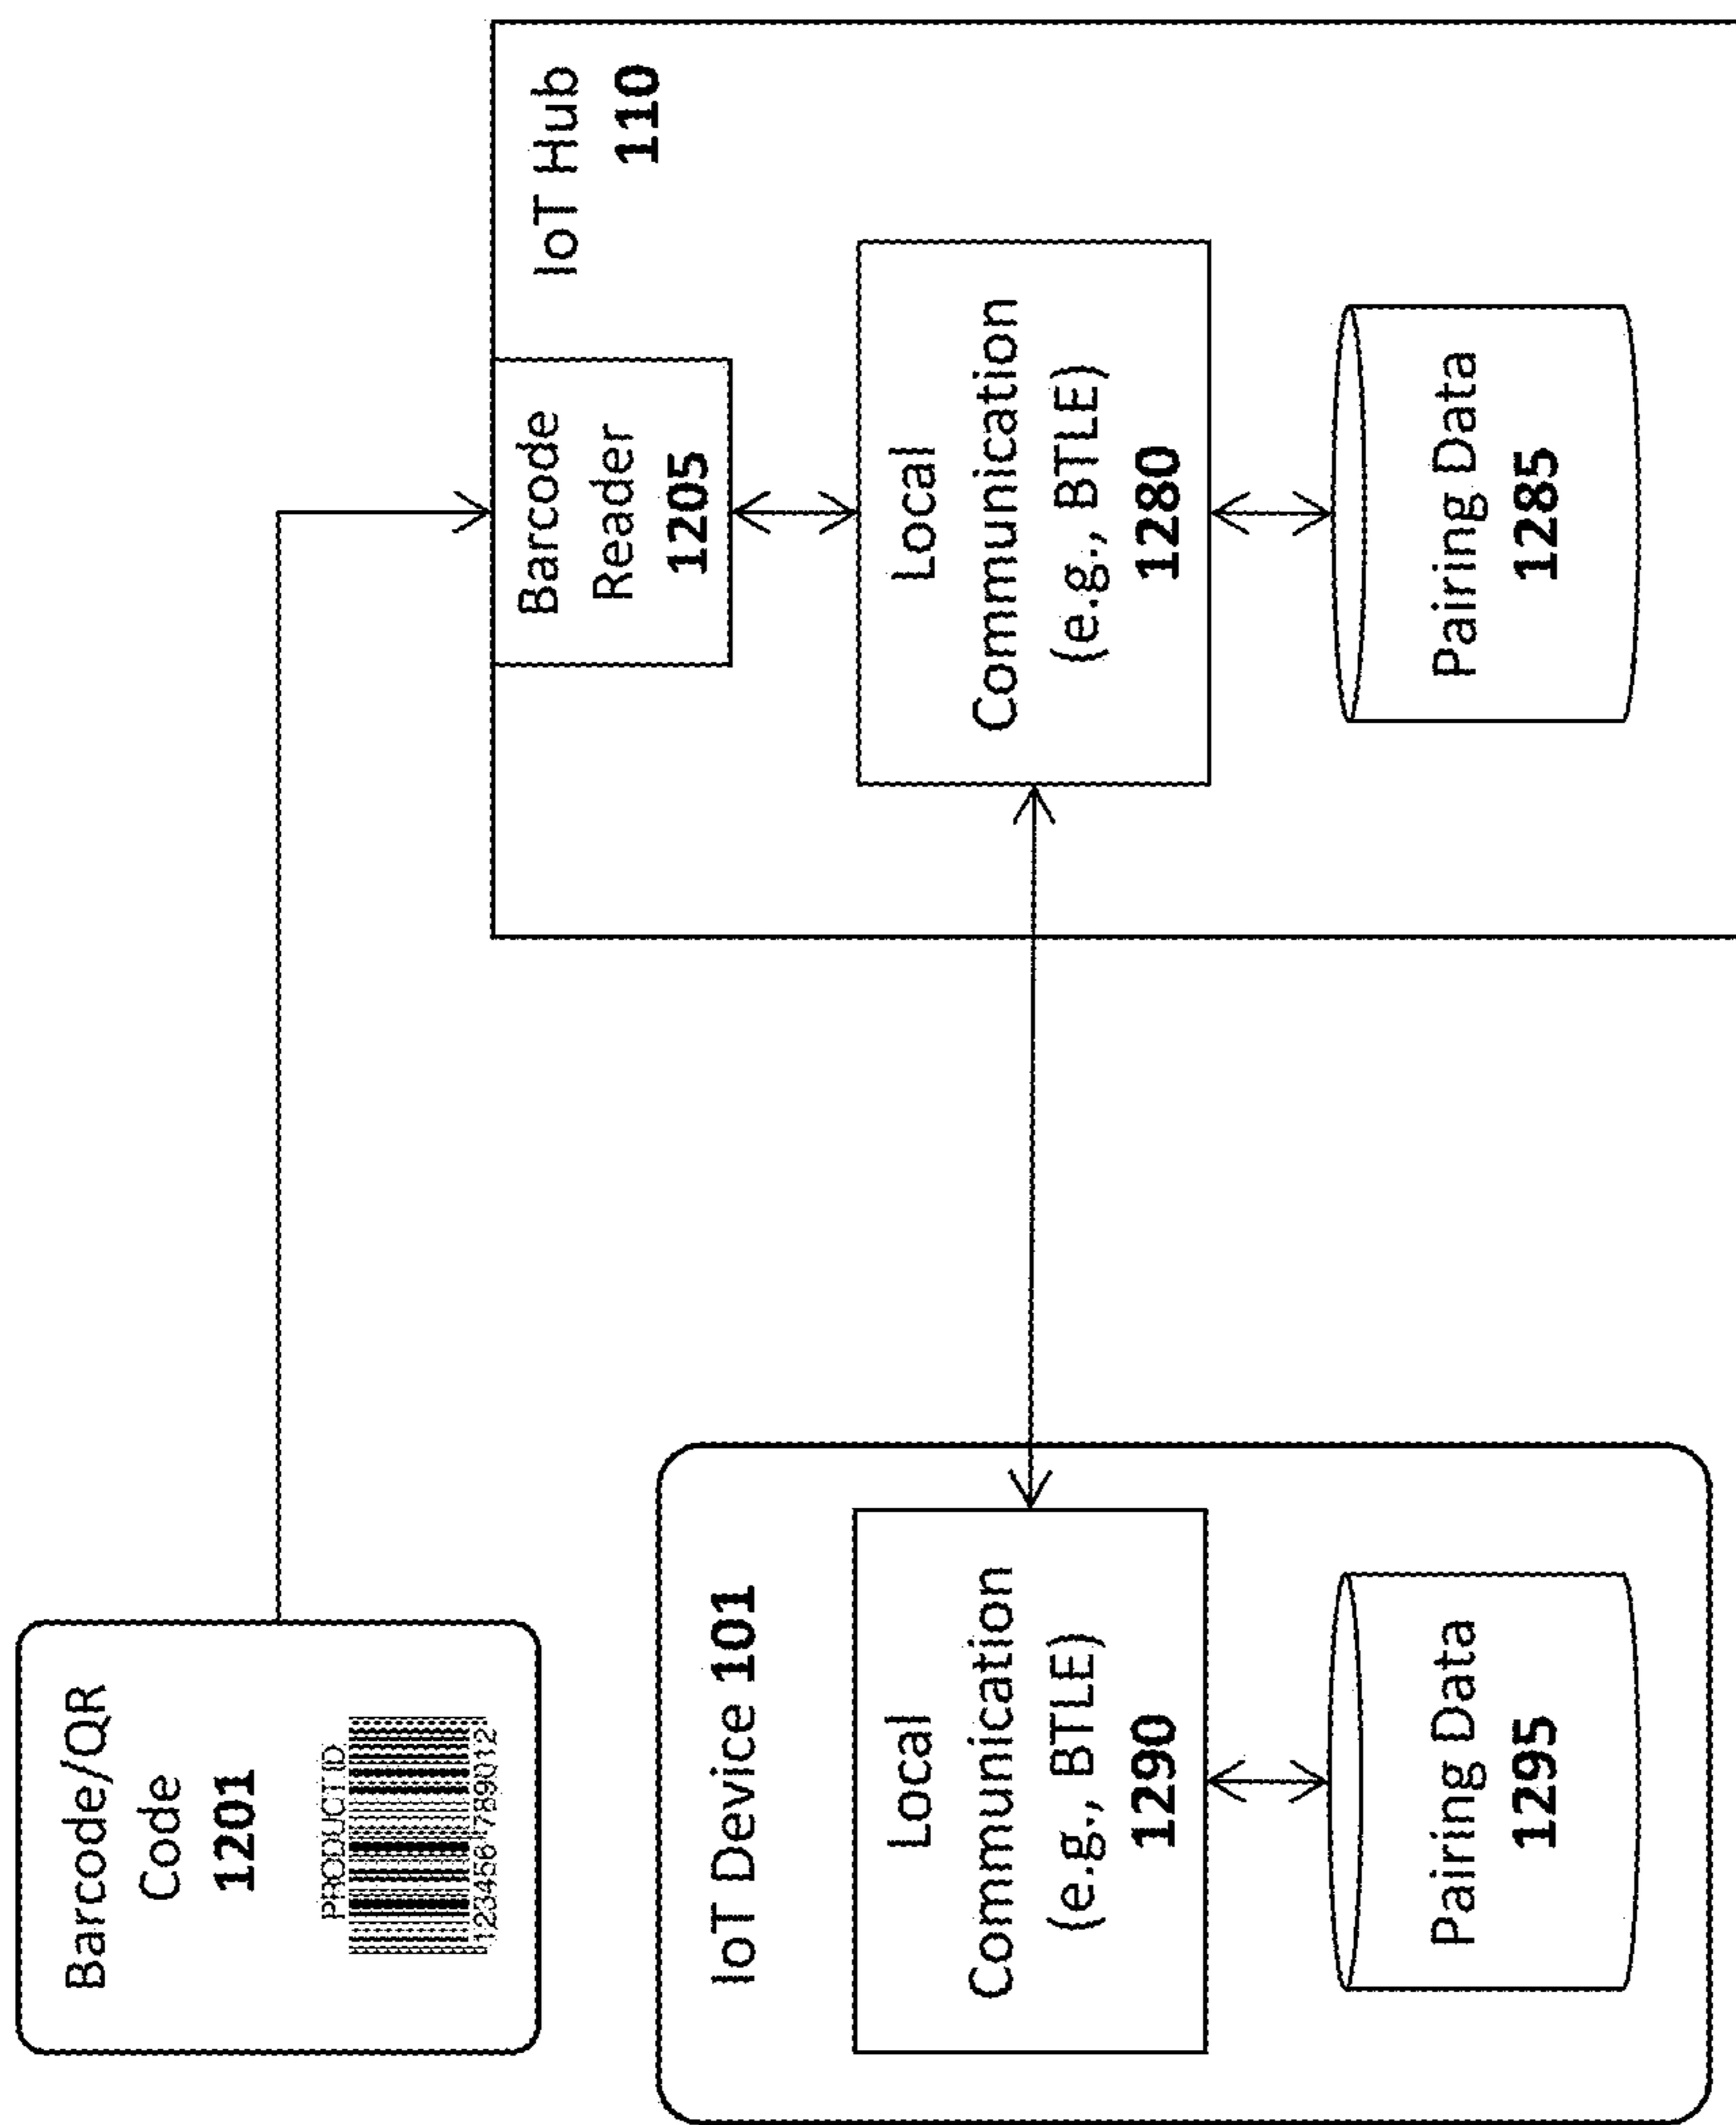 Barcode/QR
Code
1201
PRODUCT ID
123456 789012
IoT Device 101
Local
Communication
(e.g., BTLE)
1290
Pairing Data
1295
IoT Hub
110
Barcode
Reader
1205
Local
Communication
(e.g., BTLE)
1280
Pairing Data
1285